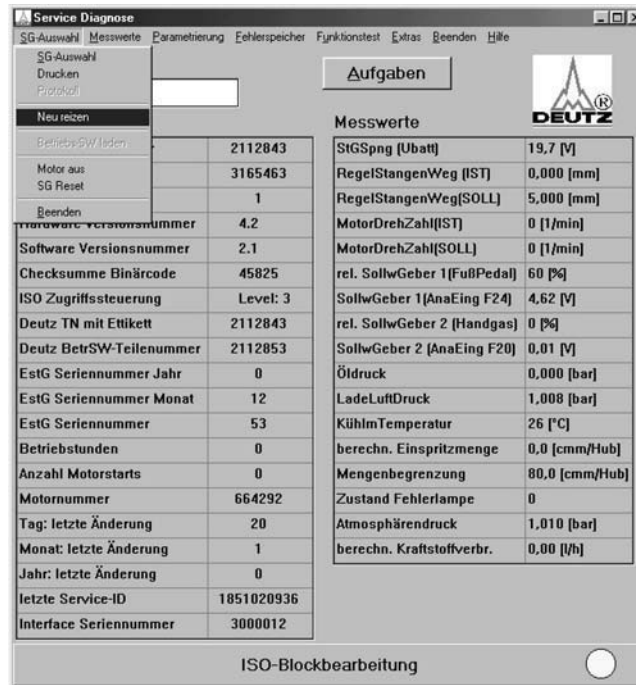 Service Diagnose
SG-Auswahl Messwerte Parametrierung Fehlerspeicher Funktionstest Extras Beenden Hilfe
SG-Auswahl
Drucken
Protokoll
Neu reizen
Betriebs-SW laden
Motor aus
SG Reset
Beenden
Aufgaben
DEUTZ ®
Messwerte
2112843
3165463
1
Hardware Versionsnummer 4.2
Software Versionsnummer 2.1
Checksumme Binärcode 45825
ISO Zugriffssteuerung Level: 3
Deutz TN mit Ettikett 2112843
Deutz BetrSW-Teilenummer 2112853
EstG Seriennummer Jahr 0
EstG Seriennummer Monat 12
EstG Seriennummer 53
Betriebstunden 0
Anzahl Motorstarts 0
Motornummer 664292
Tag: letzte Änderung 20
Monat: letzte Änderung 1
Jahr: letzte Änderung 0
letzte Service-ID 1851020936
Interface Seriennummer 3000012
StGSpng (Ubatt) 19,7 [V]
RegelStangenWeg (IST) 0,000 [mm]
RegelStangenWeg(SOLL) 5,000 [mm]
MotorDrehZahl(IST) 0 [1/min]
MotorDrehZahl(SOLL) 0 [1/min]
rel. SollwGeber 1(FußPedal) 60 [%]
SollwGeber 1(AnaEing F24) 4,62 [V]
rel. SollwGeber 2 (Handgas) 0 [%]
SollwGeber 2 (AnaEing F20) 0,01 [V]
Öldruck 0,000 [bar]
LadeLuftDruck 1,008 [bar]
KühlmTemperatur 26 [°C]
berechn. Einspritzmenge 0,0 [cmm/Hub]
Mengenbegrenzung 80,0 [cmm/Hub]
Zustand Fehlerlampe 0
Atmosphärendruck 1,010 [bar]
berechn. Kraftstoffverbr. 0,00 [l/h]
ISO-Blockbearbeitung